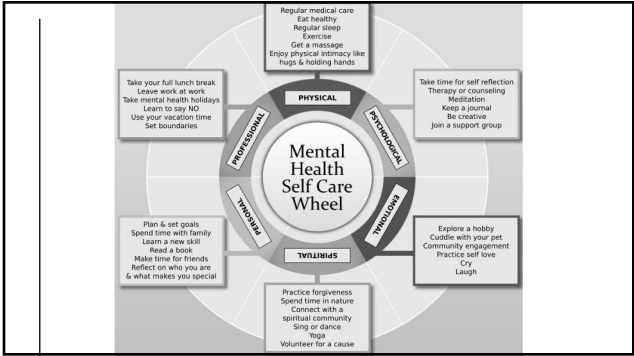 Regular medical care
Eat healthy
Regular sleep
Exercise
Get a massage
Enjoy physical intimacy like
hugs & holding hands
PHYSICAL
Take your full lunch break
Leave work at work
Take mental health holidays
Learn to say NO
Use your vacation time
Set boundaries
PROFESSIONAL
Take time for self reflection
Therapy or counseling
Meditation
Keep a journal
Be creative
Join a support group
PSYCHOLOGICAL
Mental
Health
Self Care
Wheel
Plan & set goals
Spend time with family
Learn a new skill
Read a book
Make time for friends
Reflect on who you are
& what makes you special
PERSONAL
Explore a hobby
Cuddle with your pet
Community engagement
Practice self love
Cry
Laugh
EMOTIONAL
SPIRITUAL
Practice forgiveness
Spend time in nature
Connect with a
spiritual community
Sing or dance
Yoga
Volunteer for a cause